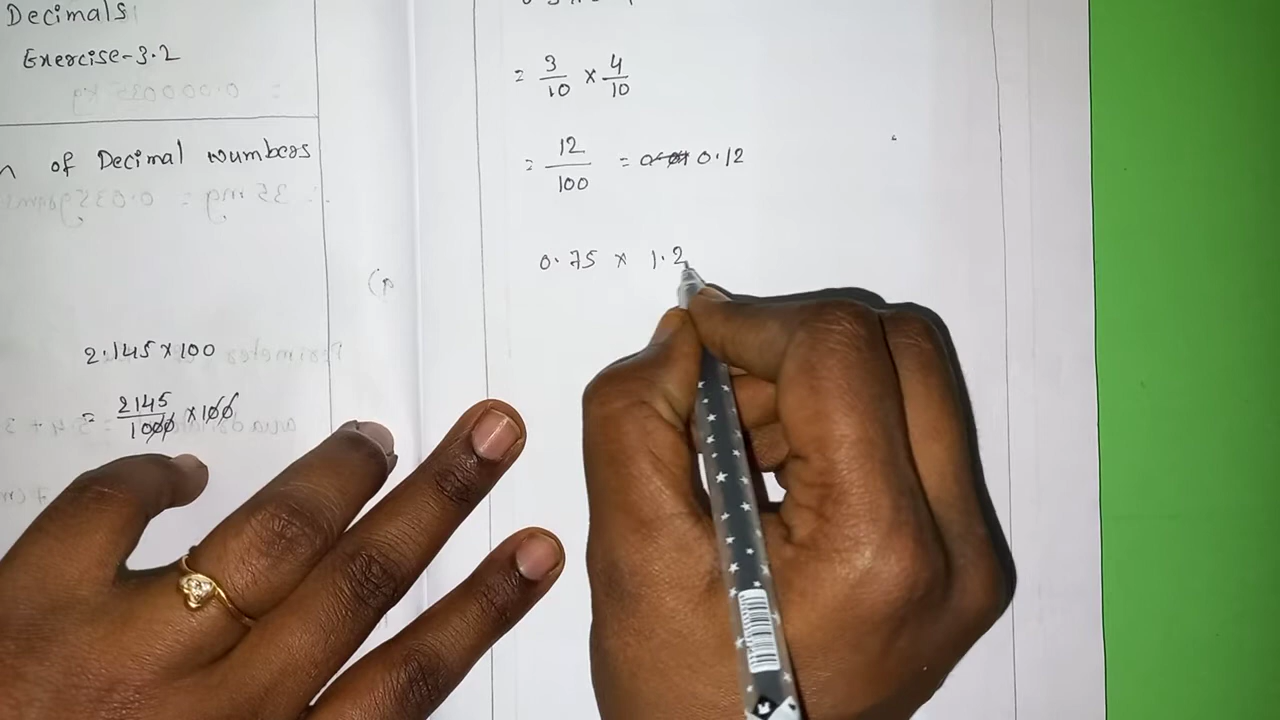 Decimals
Exercise-3.2
of Decimal numbers
2.145 x 100
= 2145/1000 x 100
= 3/10 x 4/10
= 12/100 = 0.12
0.75 x 1.2